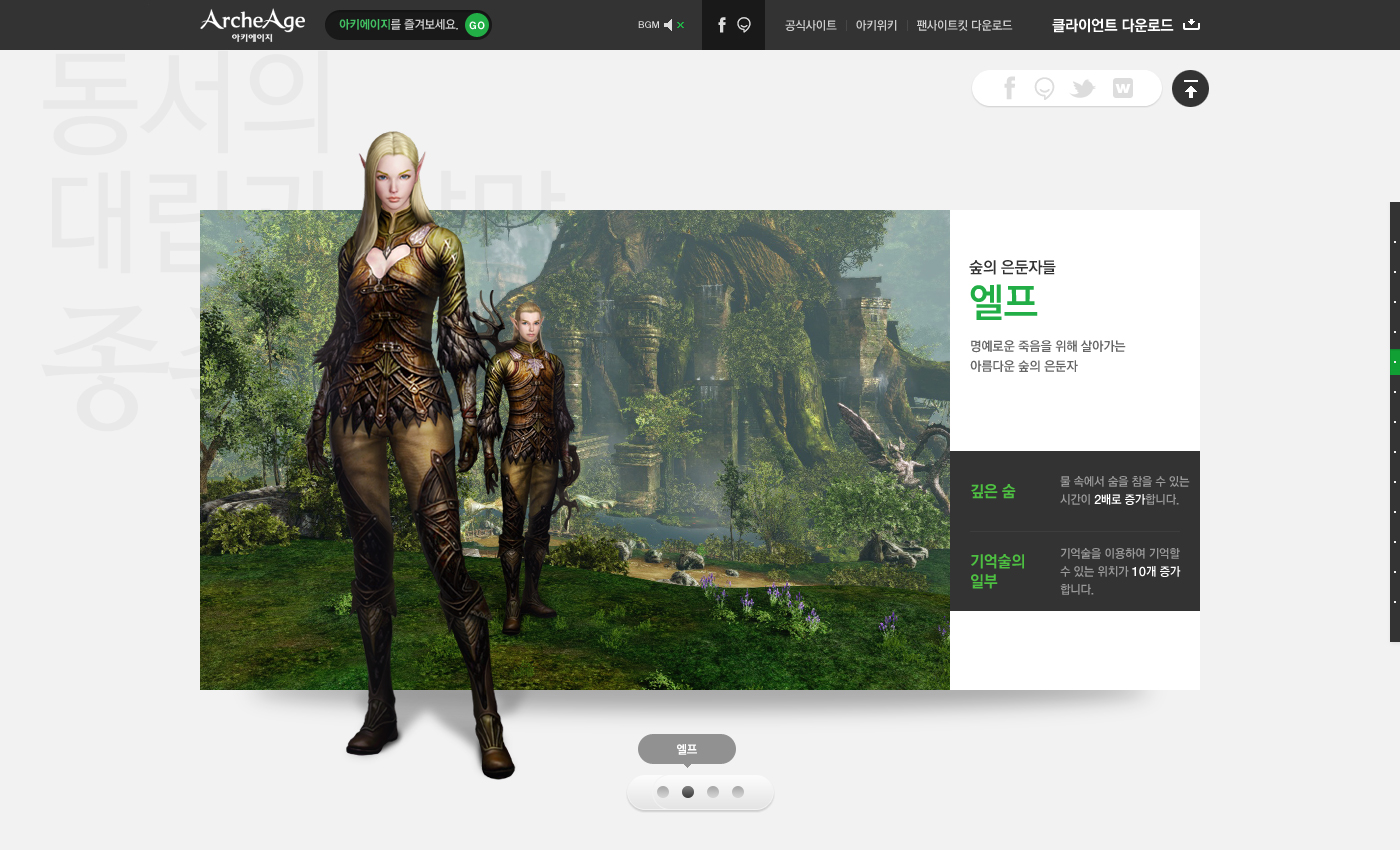 ArcheAge
아키에이지
아키에이지를 즐겨보세요. GO
BGM
공식사이트
아키위키
팬사이트킷 다운로드
클라이언트 다운로드
동서의
숲의 은둔자들
엘프
명예로운 죽음을 위해 살아가는
아름다운 숲의 은둔자
깊은 숨
물 속에서 숨을 참을 수 있는
시간이 2배로 증가합니다.
기억술의
일부
기억술을 이용하여 기억할
수 있는 위치가 10개 증가
합니다.
엘프